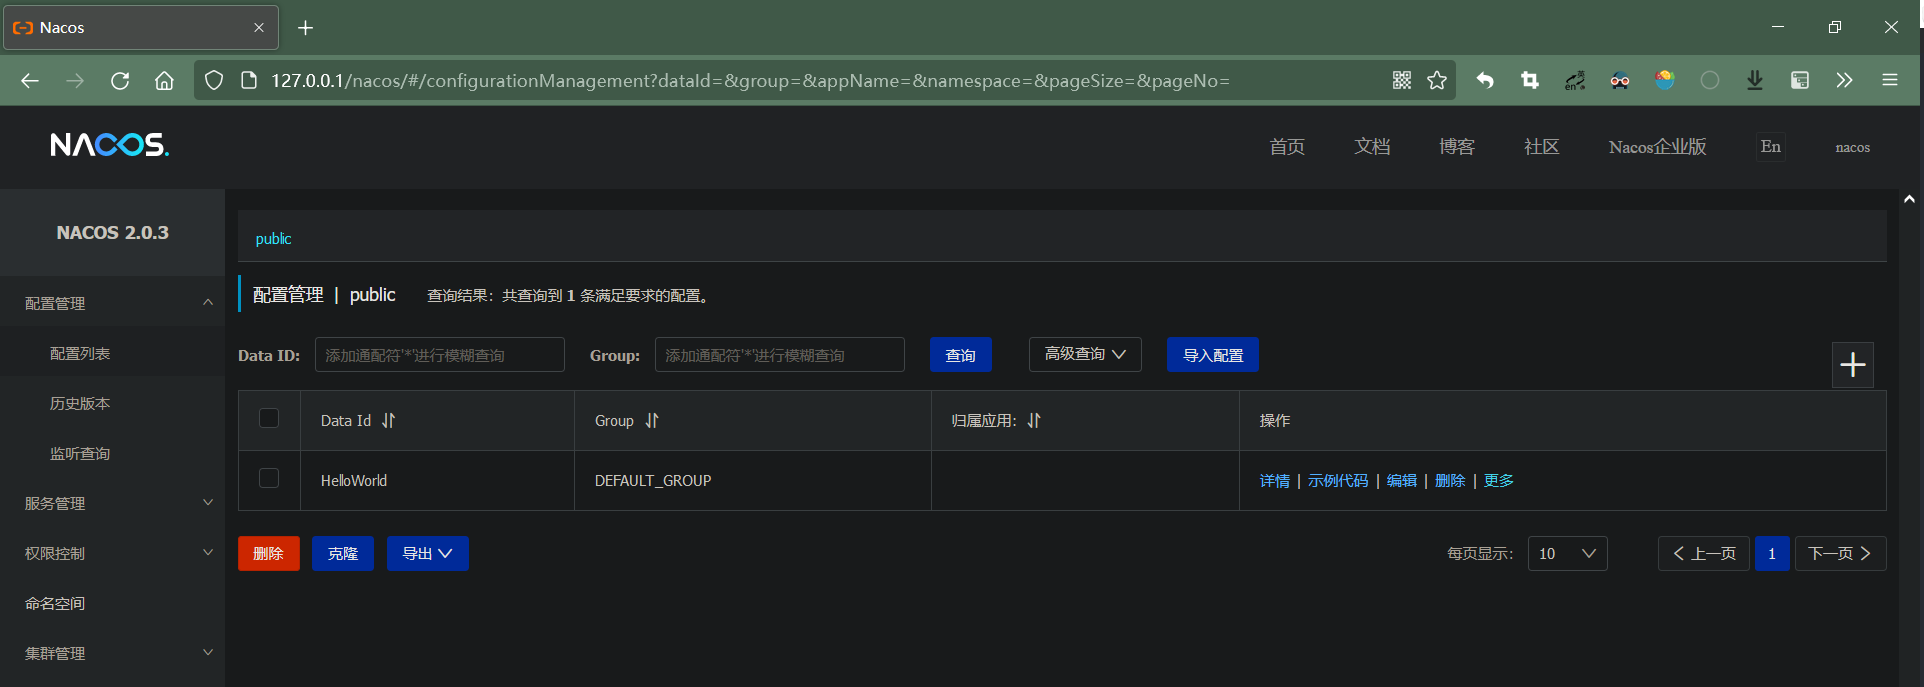 Nacos
127.0.0.1/nacos/#/configurationManagement?dataId=&group=&appName=&namespace=&pageSize=&pageNo=
英
en
NACOS.
首页 文档 博客 社区 Nacos企业版 En nacos
NACOS 2.0.3
配置管理
配置列表
历史版本
监听查询
服务管理
权限控制
命名空间
集群管理
public
配置管理 | public 查询结果：共查询到 1 条满足要求的配置。
Data ID: 添加通配符'*'进行模糊查询 Group: 添加通配符'*'进行模糊查询 查询 高级查询 导入配置
Data Id Group 归属应用: 操作
HelloWorld DEFAULT_GROUP 详情 | 示例代码 | 编辑 | 删除 | 更多
删除 克隆 导出 每页显示: 10 上一页 1 下一页